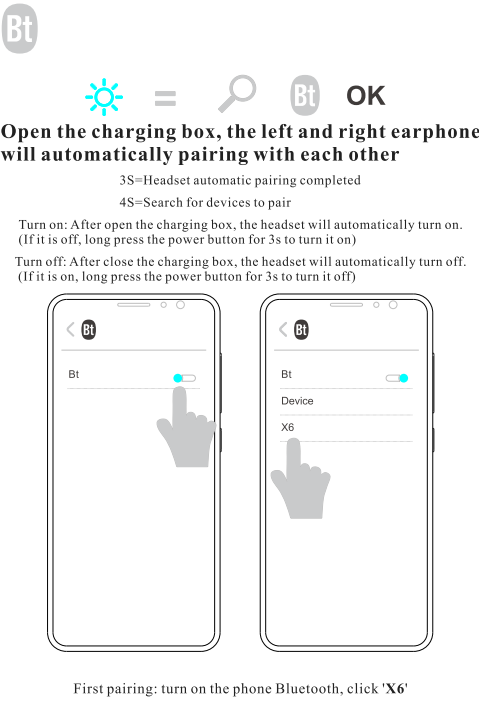 Bt
= Bt OK
Open the charging box, the left and right earphone
will automatically pairing with each other
3S=Headset automatic pairing completed
4S=Search for devices to pair
Turn on: After open the charging box, the headset will automatically turn on.
(If it is off, long press the power button for 3s to turn it on)
Turn off: After close the charging box, the headset will automatically turn off.
(If it is on, long press the power button for 3s to turn it off)
Bt
Bt
Bt
Bt
Device
X6
First pairing: turn on the phone Bluetooth, click 'X6'